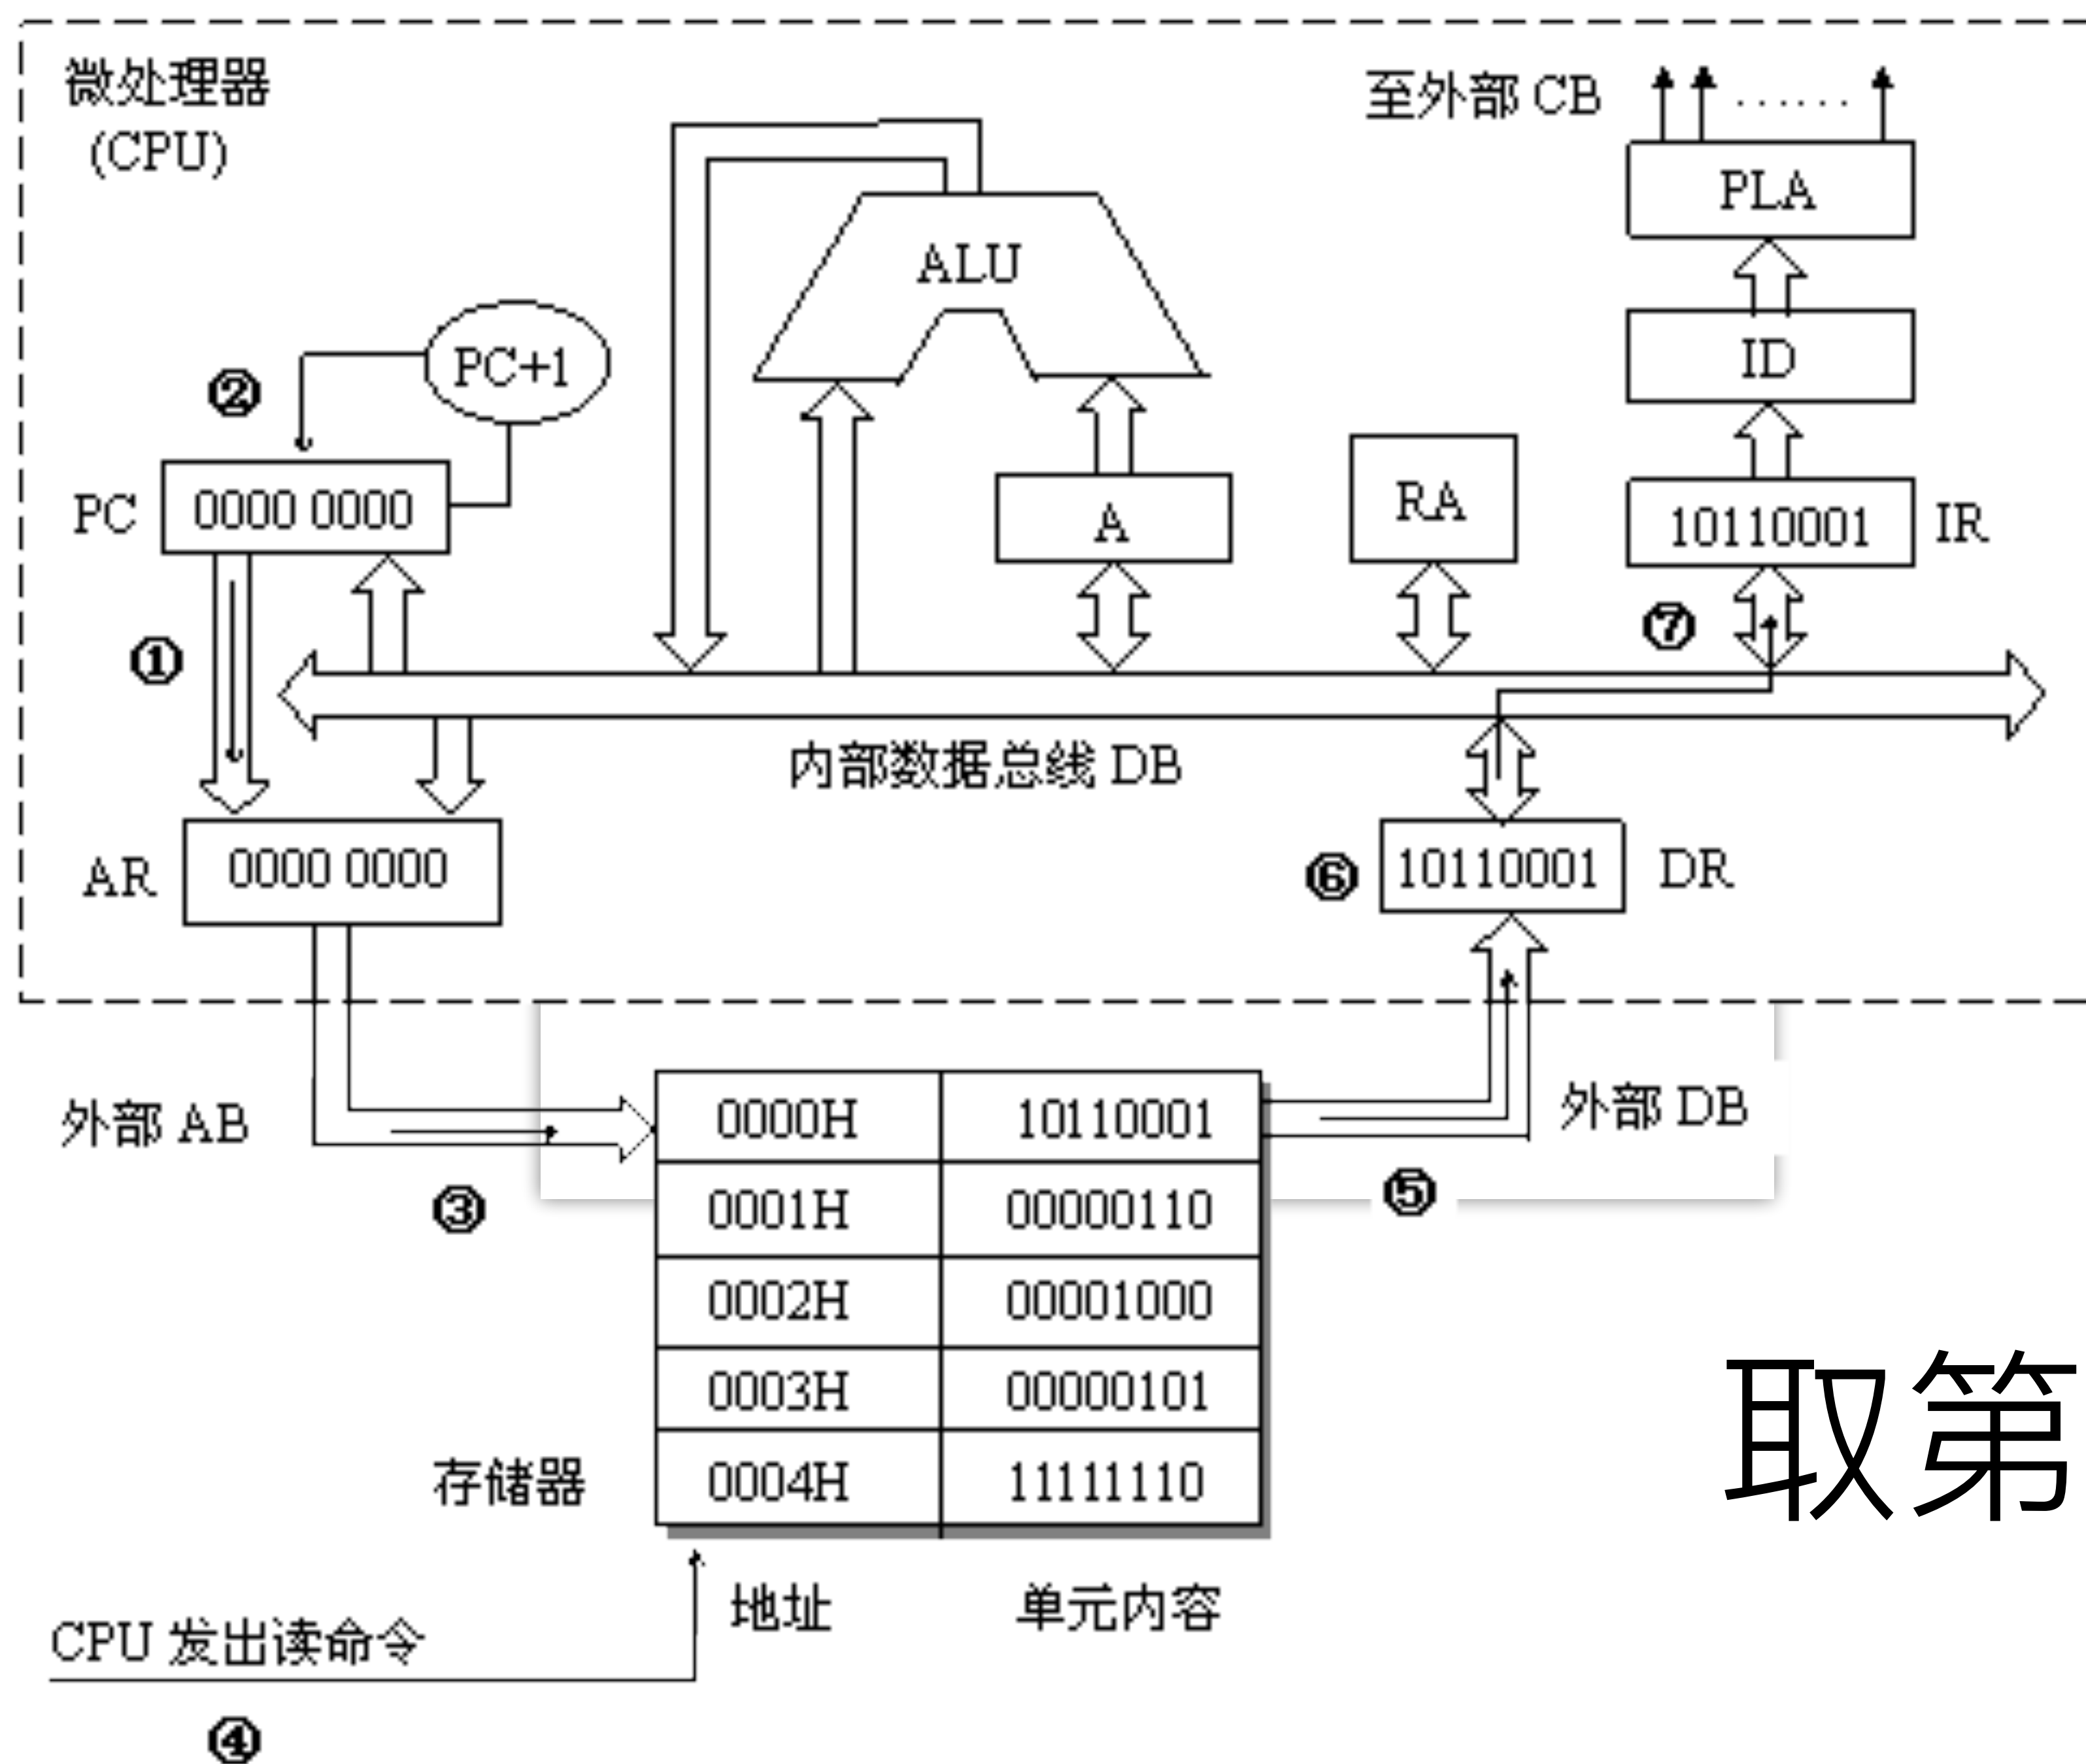 微处理器
(CPU)
至外部 CB
PLA
ALU
ID
PC+1
②
PC
0000 0000
A
RA
10110001
IR
①
⑦
内部数据总线 DB
AR
0000 0000
⑥
10110001
DR
外部 AB
③
0000H 10110001
0001H 00000110
0002H 00001000
0003H 00000101
0004H 11111110
外部 DB
⑤
存储器
地址 单元内容
取第
CPU 发出读命令
④